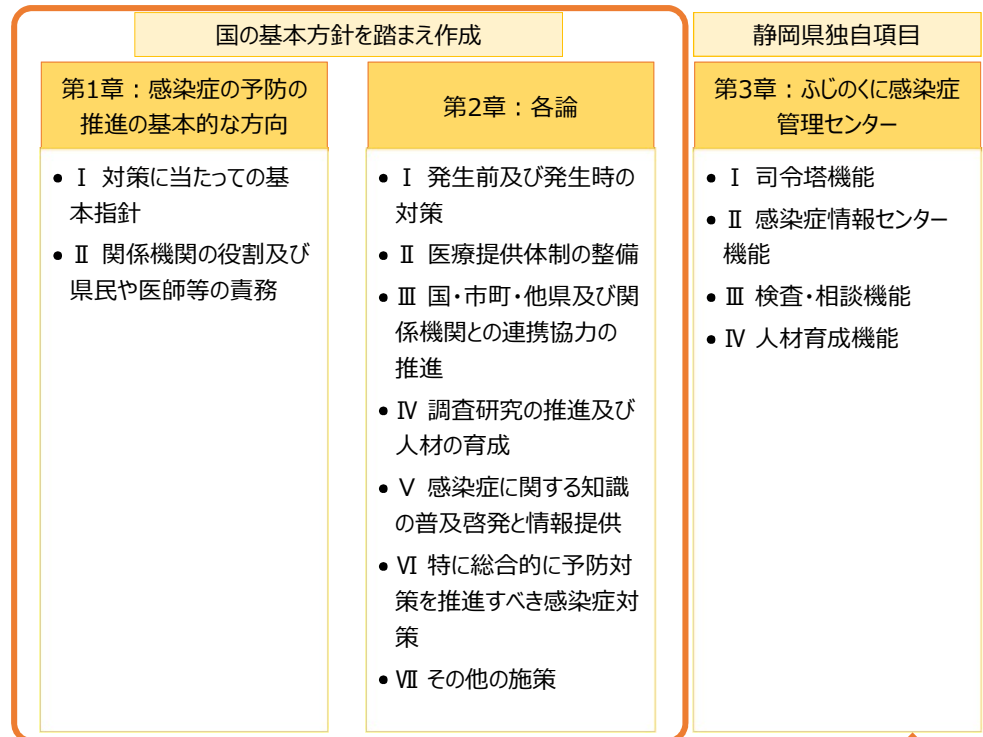 国の基本方針を踏まえ作成
第1章：感染症の予防の
推進の基本的な方向
• Ⅰ 対策に当たっての基
本指針
• Ⅱ 関係機関の役割及び
県民や医師等の責務
第2章：各論
• Ⅰ 発生前及び発生時の
対策
• Ⅱ 医療提供体制の整備
• Ⅲ 国・市町・他県及び関
係機関との連携協力の
推進
• Ⅳ 調査研究の推進及び
人材の育成
• Ⅴ 感染症に関する知識
の普及啓発と情報提供
• Ⅵ 特に総合的に予防対
策を推進すべき感染症対
策
• Ⅶ その他の施策
静岡県独自項目
第3章：ふじのくに感染症
管理センター
• Ⅰ 司令塔機能
• Ⅱ 感染症情報センター
機能
• Ⅲ 検査・相談機能
• Ⅳ 人材育成機能